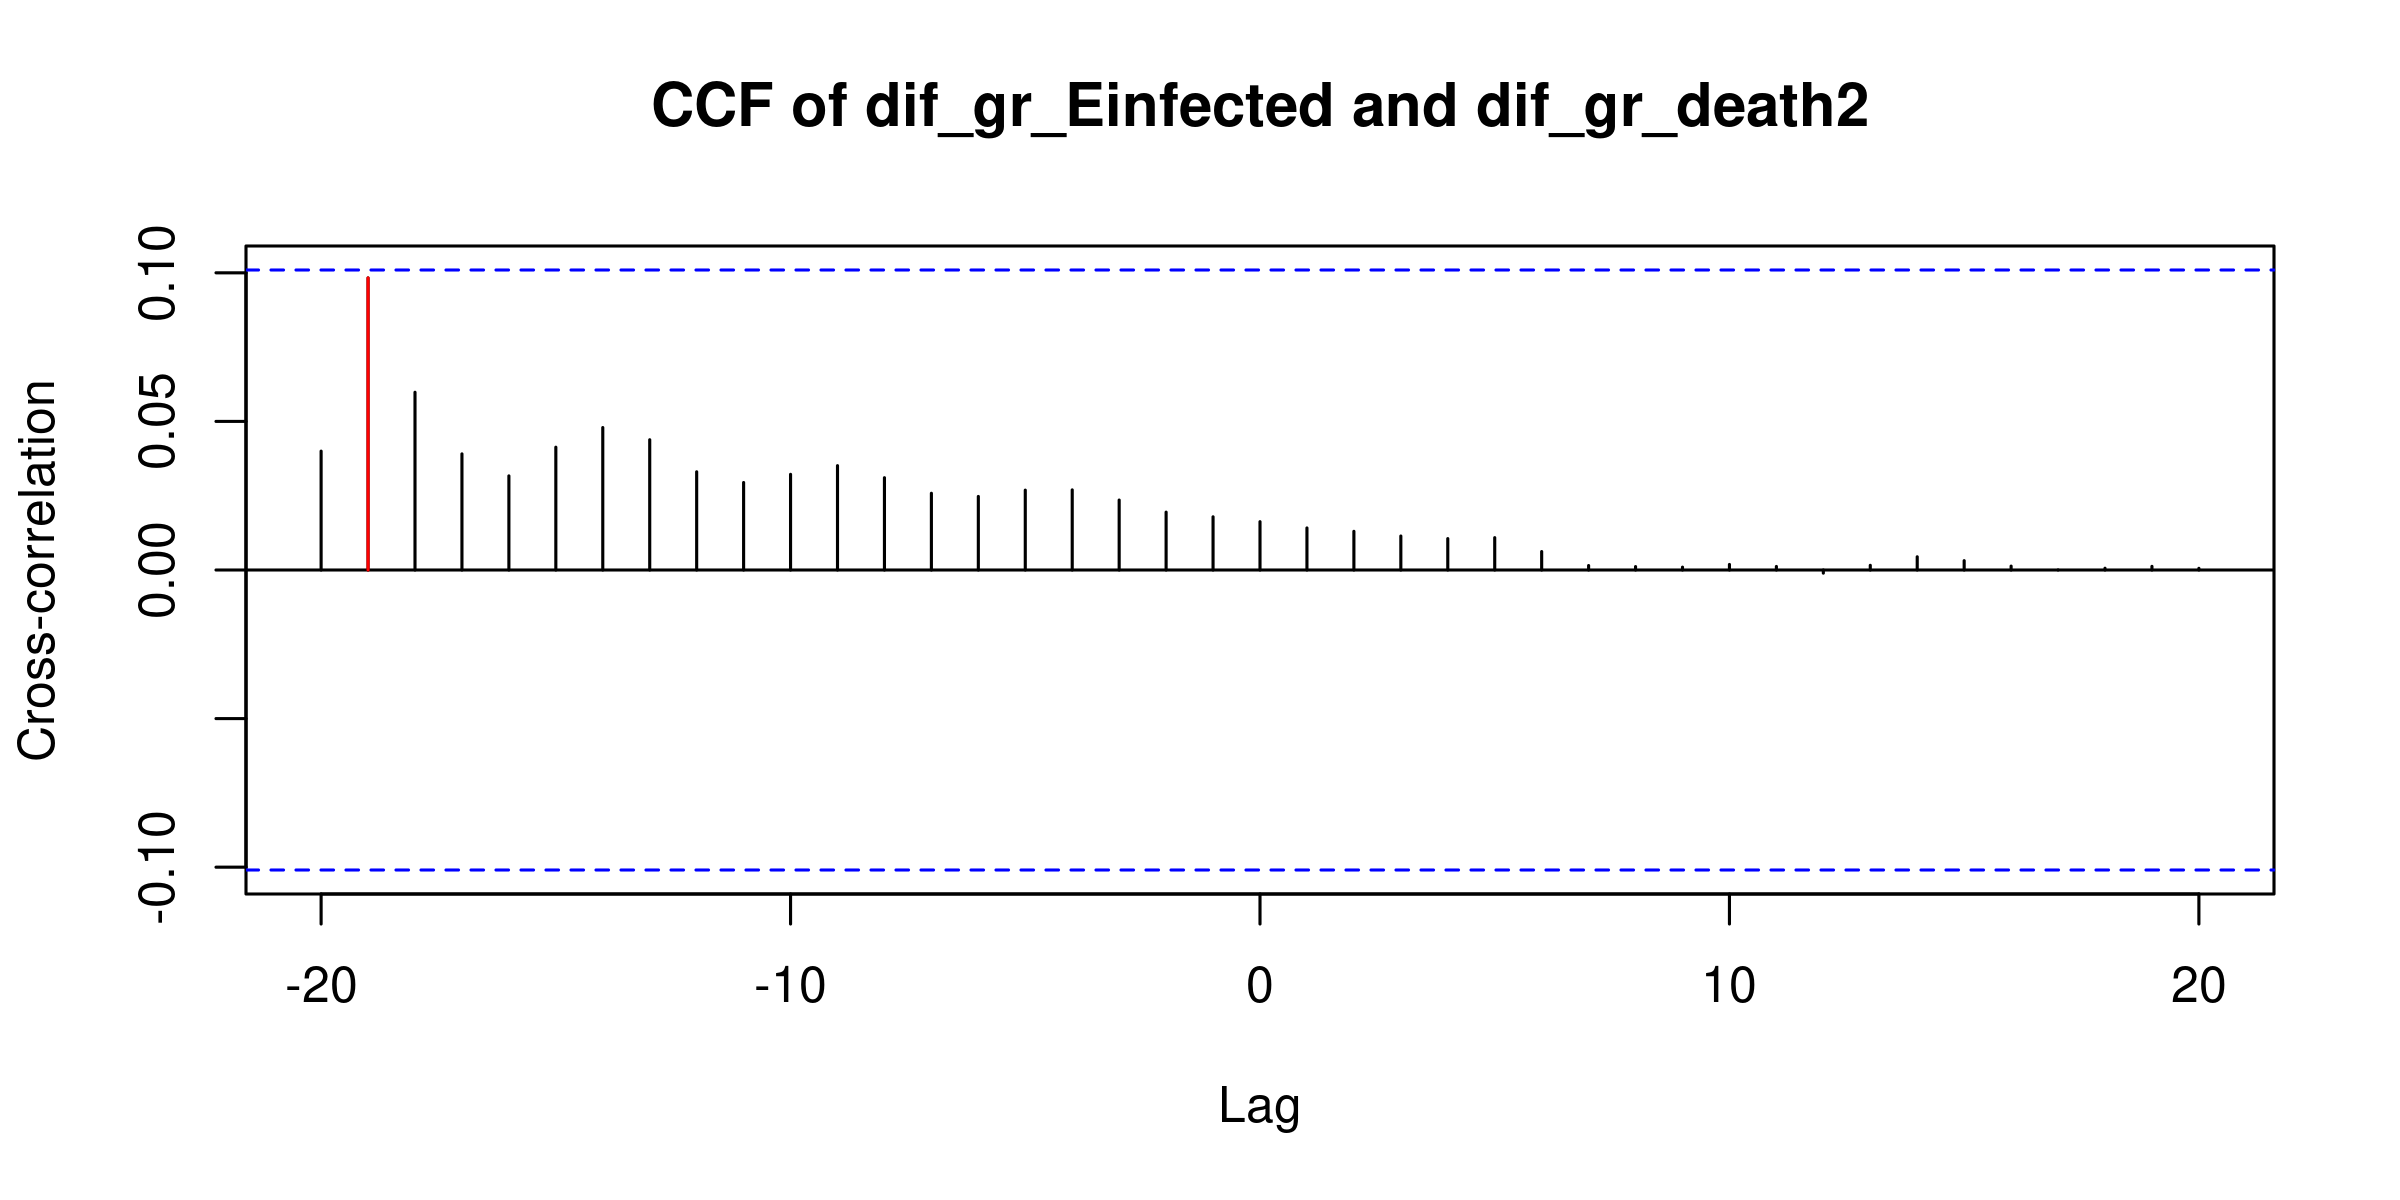 CCF of dif_gr_Einfected and dif_gr_death2
Cross-correlation
0.10
0.05
0.00
-0.10
-20 -10 0 10 20
Lag